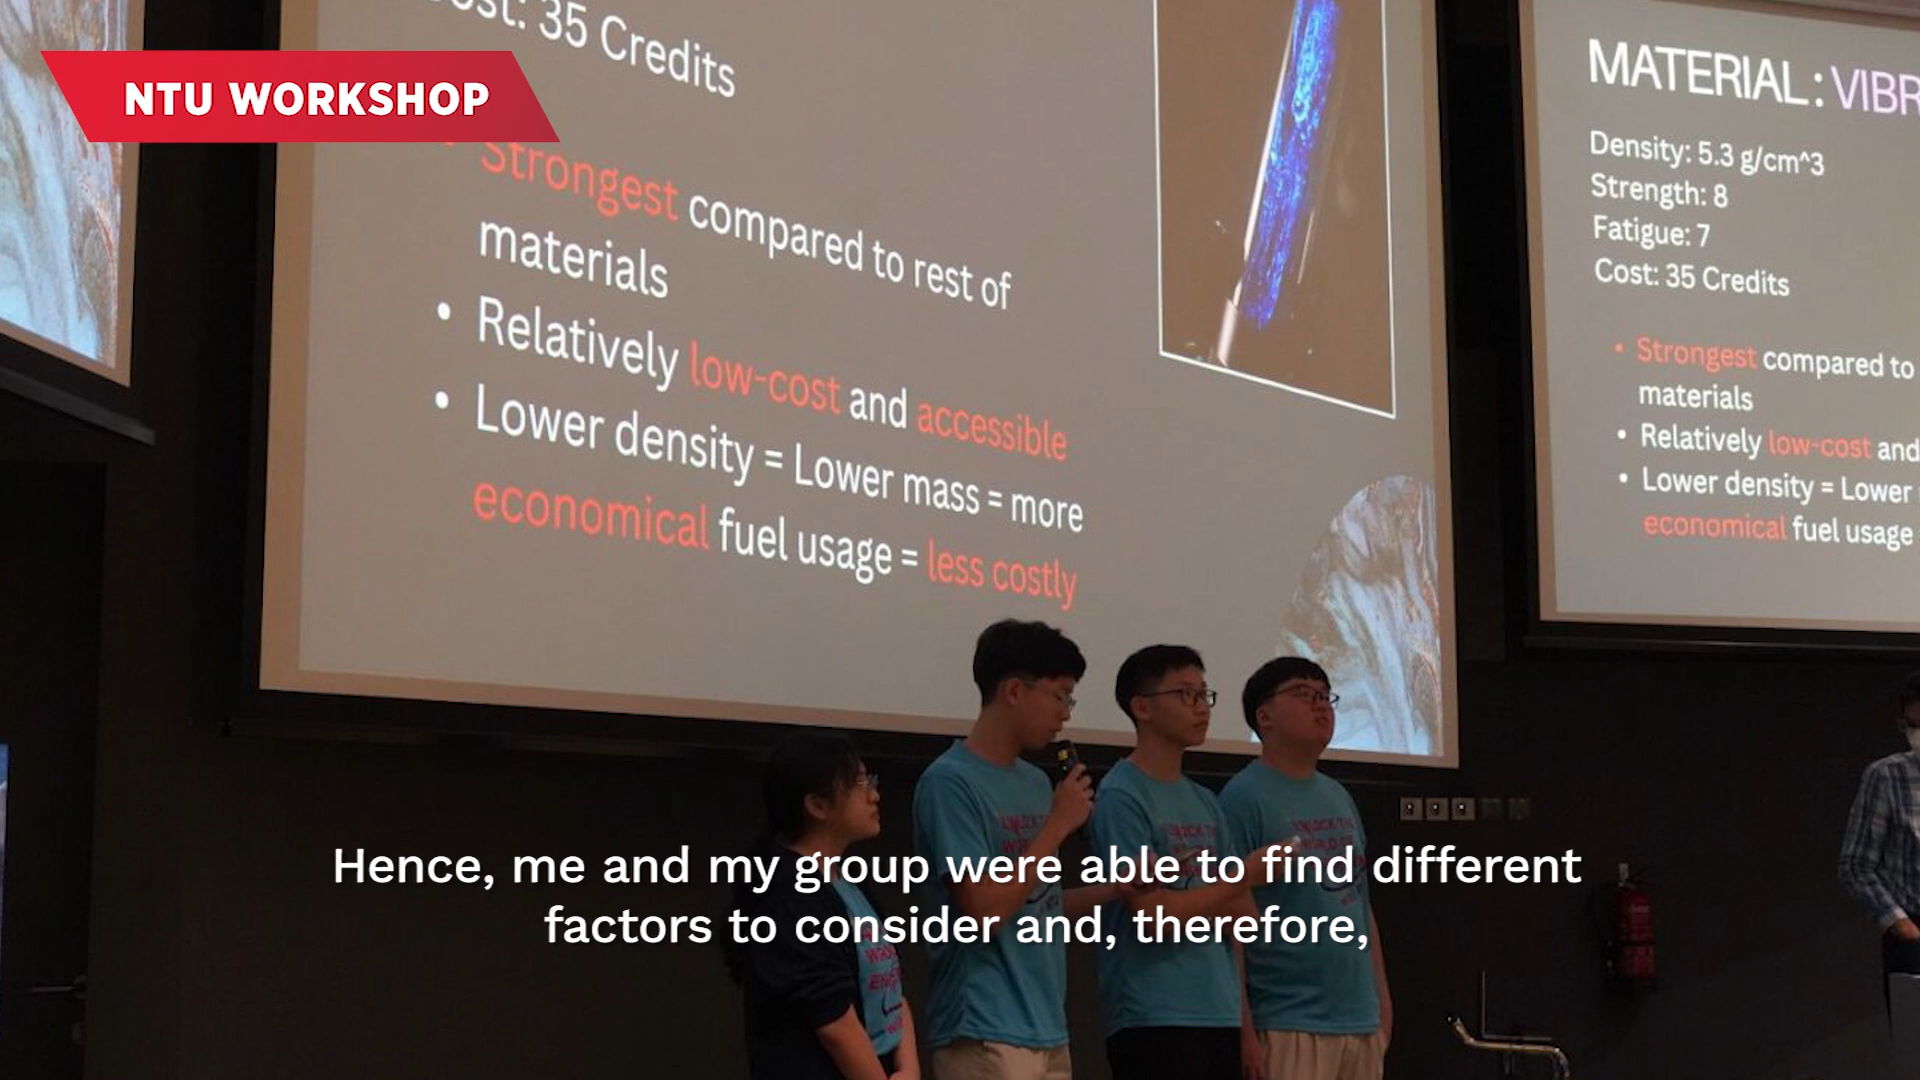 NTU WORKSHOP
Cost: 35 Credits
Strongest compared to rest of
materials
• Relatively low-cost and accessible
• Lower density = Lower mass = more
economical fuel usage = less costly
MATERIAL : VIBR
Density: 5.3 g/cm^3
Strength: 8
Fatigue: 7
Cost: 35 Credits
• Strongest compared to
materials
• Relatively low-cost and
• Lower density = Lower
economical fuel usage
Hence, me and my group were able to find different
factors to consider and, therefore,